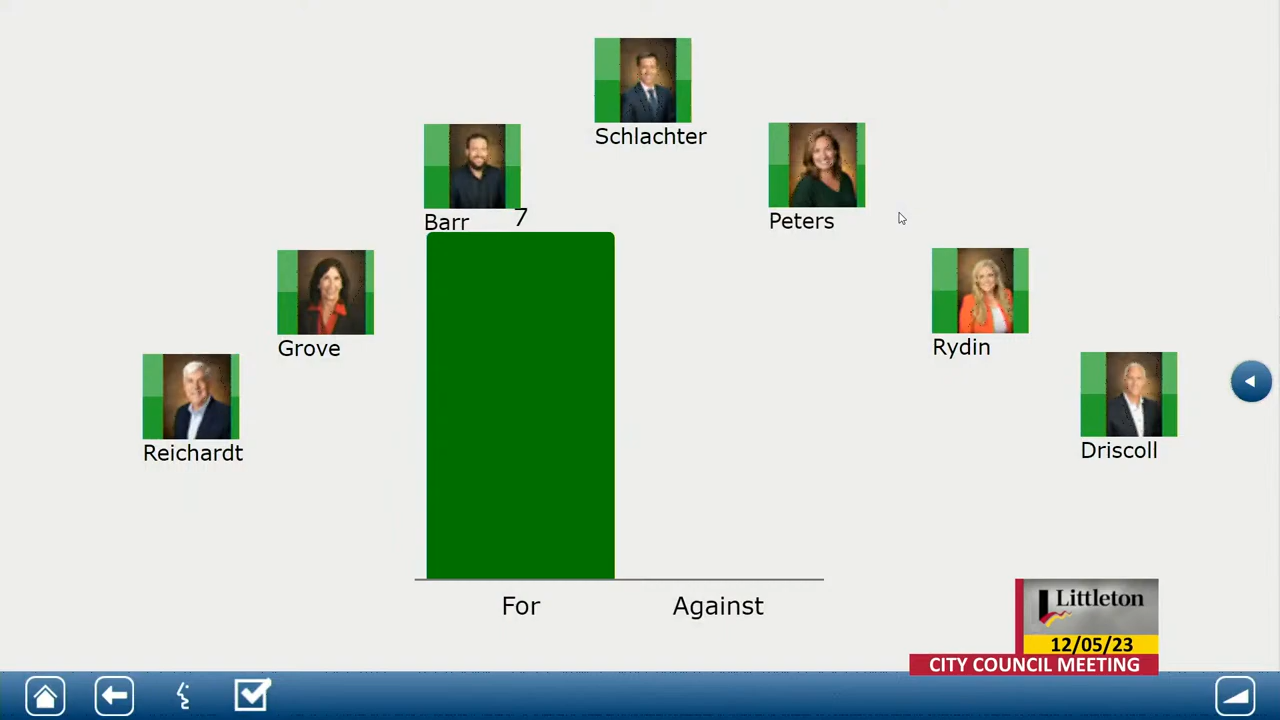 Schlachter
Barr
7
Peters
Grove
Rydin
Reichardt
Driscoll
For
Against
Littleton
12/05/23
CITY COUNCIL MEETING